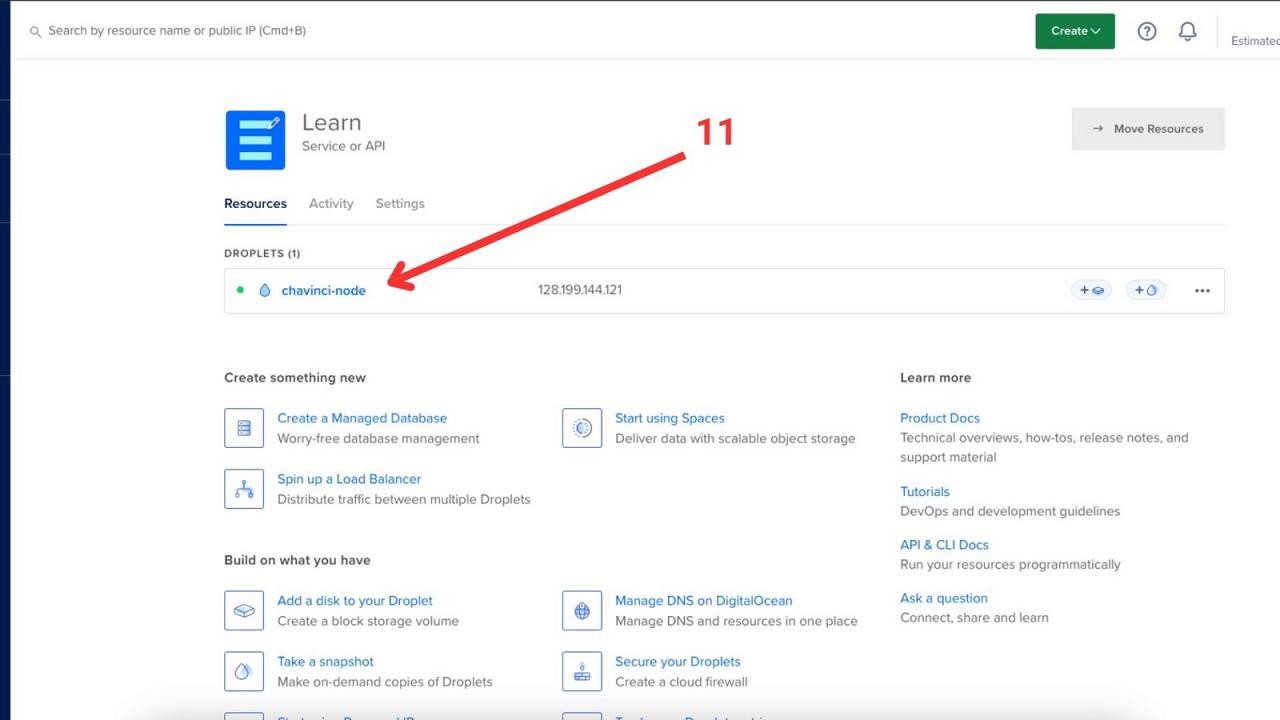 Search by resource name or public IP (Cmd+B)
Create
Estimated
Learn
Service or API
11
Move Resources
Resources Activity Settings
DROPLETS (1)
chavinci-node 128.199.144.121
Create something new
Create a Managed Database
Worry-free database management
Start using Spaces
Deliver data with scalable object storage
Spin up a Load Balancer
Distribute traffic between multiple Droplets
Learn more
Product Docs
Technical overviews, how-tos, release notes, and
support material
Tutorials
DevOps and development guidelines
API & CLI Docs
Run your resources programmatically
Ask a question
Connect, share and learn
Build on what you have
Add a disk to your Droplet
Create a block storage volume
Manage DNS on DigitalOcean
Manage DNS and resources in one place
Take a snapshot
Make on-demand copies of Droplets
Secure your Droplets
Create a cloud firewall